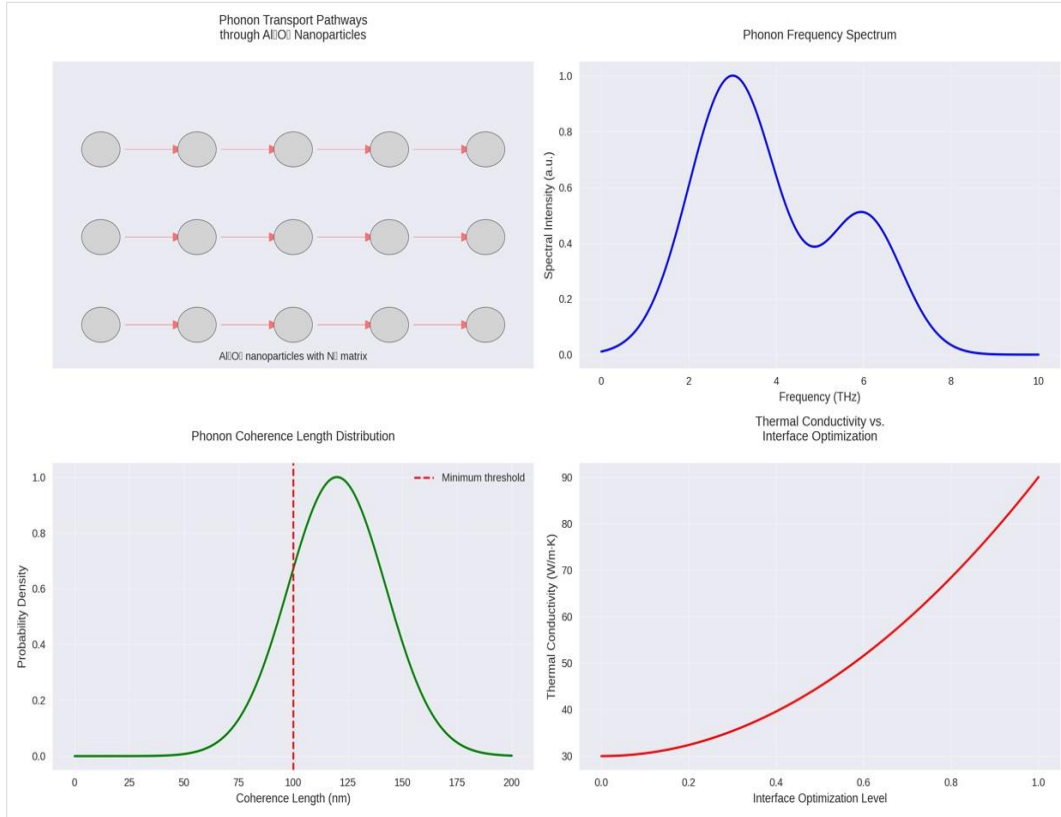 Phonon Transport Pathways
through Al▯O▯ Nanoparticles
Al▯O▯ nanoparticles with N▯ matrix
Phonon Frequency Spectrum
Spectral Intensity (a.u.)
1.0
0.8
0.6
0.4
0.2
0.0
0 2 4 6 8 10
Frequency (THz)
Phonon Coherence Length Distribution
Minimum threshold
Probability Density
1.0
0.8
0.6
0.4
0.2
0.0
0 25 50 75 100 125 150 175 200
Coherence Length (nm)
Thermal Conductivity vs.
Interface Optimization
Thermal Conductivity (W/m·K)
90
80
70
60
50
40
30
0.0 0.2 0.4 0.6 0.8 1.0
Interface Optimization Level